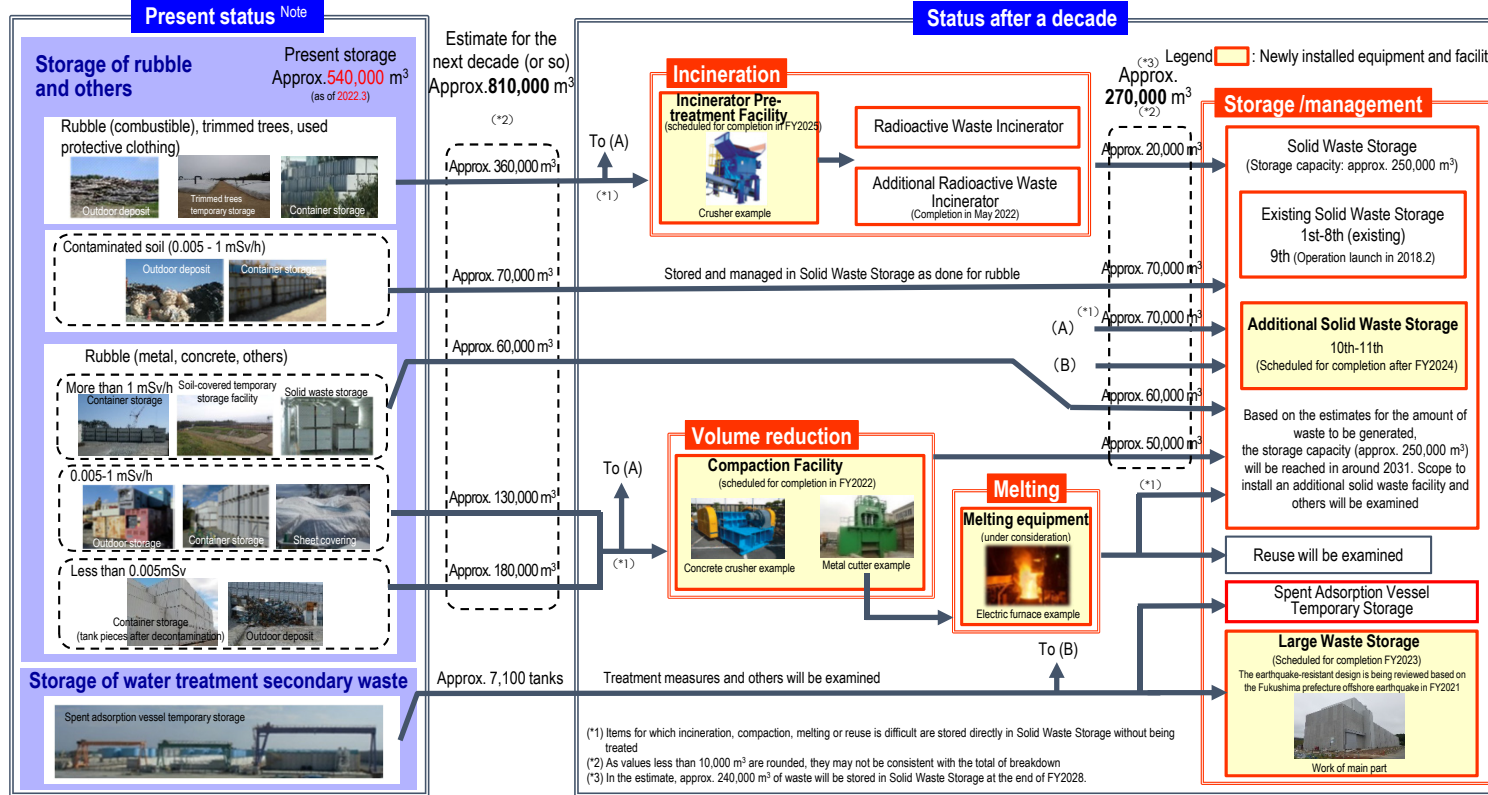 Present status Note
Storage of rubble
and others
Present storage
Approx.540,000 m³
(as of 2022.3)
Rubble (combustible), trimmed trees, used
protective clothing)
Outdoor deposit
Trimmed trees
temporary storage
Container storage
Contaminated soil (0.005 - 1 mSv/h)
Outdoor deposit
Container storage
Rubble (metal, concrete, others)
More than 1 mSv/h
Container storage
Soil-covered temporary
storage facility
Solid waste storage
0.005-1 mSv/h
Outdoor storage
Container storage
Sheet covering
Less than 0.005mSv
Container storage
(tank pieces after decontamination)
Outdoor deposit
Storage of water treatment secondary waste
Spent adsorption vessel temporary storage
Estimate for the
next decade (or so)
Approx.810,000 m³
(*2)
Approx. 360,000 m³
Approx. 70,000 m³
Approx. 60,000 m³
Approx. 130,000 m³
Approx. 180,000 m³
Approx. 7,100 tanks
Status after a decade
Legend : Newly installed equipment and facilit
To (A)
(*1)
Incineration
Incinerator Pre-
treatment Facility
(scheduled for completion in FY2025)
Crusher example
Radioactive Waste Incinerator
Additional Radioactive Waste
Incinerator
(Completion in May 2022)
Stored and managed in Solid Waste Storage as done for rubble
(A)
(*1)
(B)
To (A)
(*1)
Volume reduction
Compaction Facility
(scheduled for completion in FY2022)
Concrete crusher example
Metal cutter example
Melting
Melting equipment
(under consideration)
Electric furnace example
(*1)
To (B)
Treatment measures and others will be examined
(*3)
Approx.
270,000 m³
(*2)
Approx. 20,000 m³
Approx. 70,000 m³
Approx. 70,000 m³
Approx. 60,000 m³
Approx. 50,000 m³
Storage /management
Solid Waste Storage
(Storage capacity: approx. 250,000 m³)
Existing Solid Waste Storage
1st-8th (existing)
9th (Operation launch in 2018.2)
Additional Solid Waste Storage
10th-11th
(Scheduled for completion after FY2024)
Based on the estimates for the amount of
waste to be generated,
the storage capacity (approx. 250,000 m³)
will be reached in around 2031. Scope to
install an additional solid waste facility and
others will be examined
Reuse will be examined
Spent Adsorption Vessel
Temporary Storage
Large Waste Storage
(Scheduled for completion FY2023)
The earthquake-resistant design is being reviewed based on
the Fukushima prefecture offshore earthquake in FY2021
Work of main part
(*1) Items for which incineration, compaction, melting or reuse is difficult are stored directly in Solid Waste Storage without being
treated
(*2) As values less than 10,000 m³ are rounded, they may not be consistent with the total of breakdown
(*3) In the estimate, approx. 240,000 m³ of waste will be stored in Solid Waste Storage at the end of FY2028.